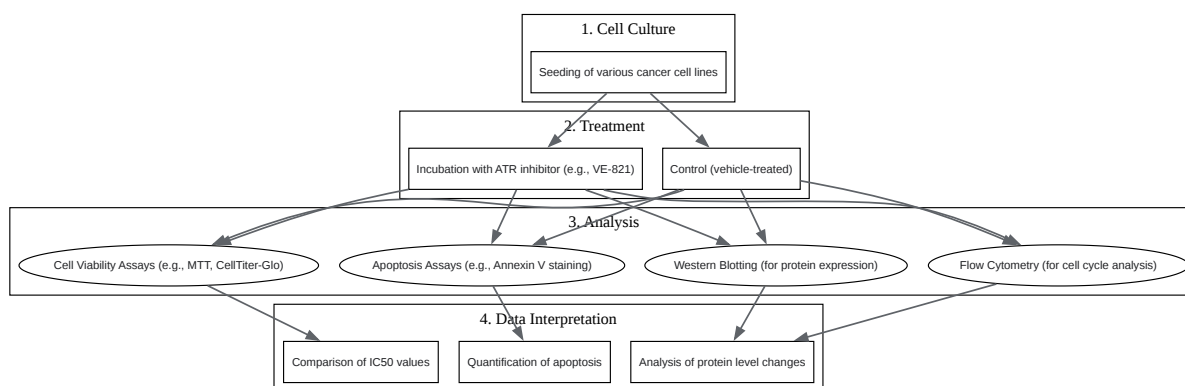 1. Cell Culture
Seeding of various cancer cell lines
2. Treatment
Incubation with ATR inhibitor (e.g., VE-821)
Control (vehicle-treated)
3. Analysis
Cell Viability Assays (e.g., MTT, CellTiter-Glo)
Apoptosis Assays (e.g., Annexin V staining)
Western Blotting (for protein expression)
Flow Cytometry (for cell cycle analysis)
4. Data Interpretation
Comparison of IC50 values
Quantification of apoptosis
Analysis of protein level changes